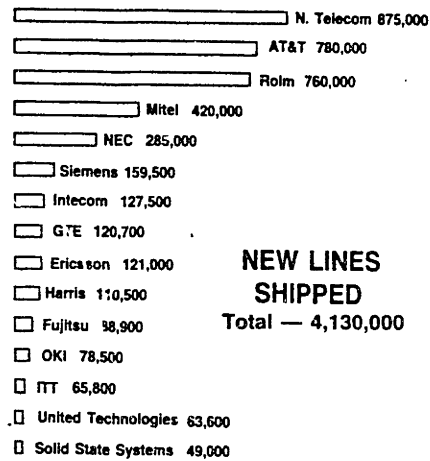 N. Telecom 875,000
AT&T 780,000
Rolm 760,000
Mitel 420,000
NEC 285,000
Siemens 159,500
Intecom 127,500
GTE 120,700
Ericsson 121,000
Harris 110,500
Fujitsu
OKI 78,500
ITT 65,800
United Technologies 63,600
Solid State Systems 49,000
NEW LINES
SHIPPED
Total — 4,130,000